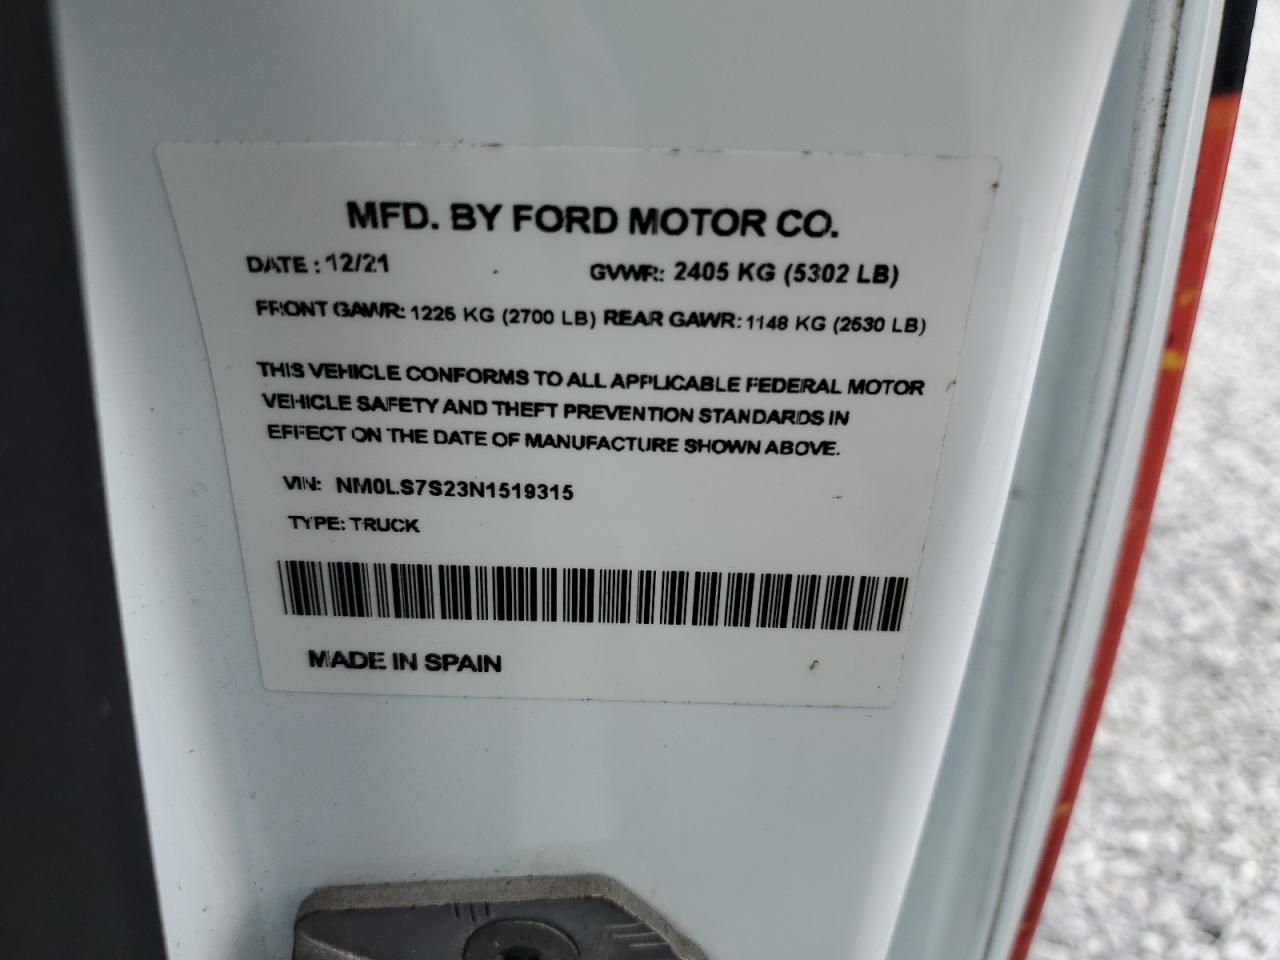 MFD. BY FORD MOTOR CO.
DATE: 12/21 GVWR: 2405 KG (5302 LB)
FRONT GAWR: 1225 KG (2700 LB) REAR GAWR: 1148 KG (2530 LB)
THIS VEHICLE CONFORMS TO ALL APPLICABLE FEDERAL MOTOR
VEHICLE SAFETY AND THEFT PREVENTION STANDARDS IN
EFFECT ON THE DATE OF MANUFACTURE SHOWN ABOVE.
VIN: NM0LS7S23N1519315
TYPE: TRUCK
MADE IN SPAIN